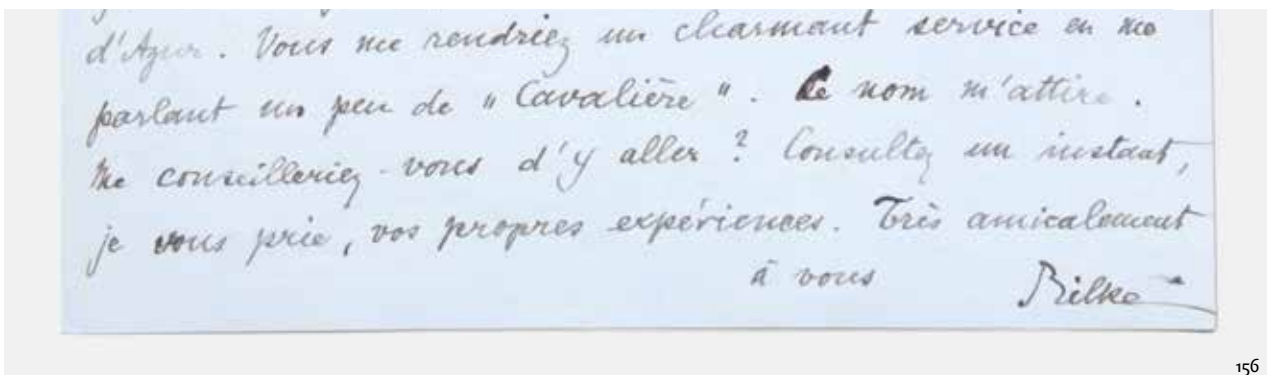 d'Azur. Vous me rendriez un charmant service en me
parlant un peu de „Cavalière". Ce nom m'attire.
Me conseilleriez-vous d'y aller? Consultez un instant,
je vous prie, vos propres expériences. Très amicalement
à vous Rilke
156